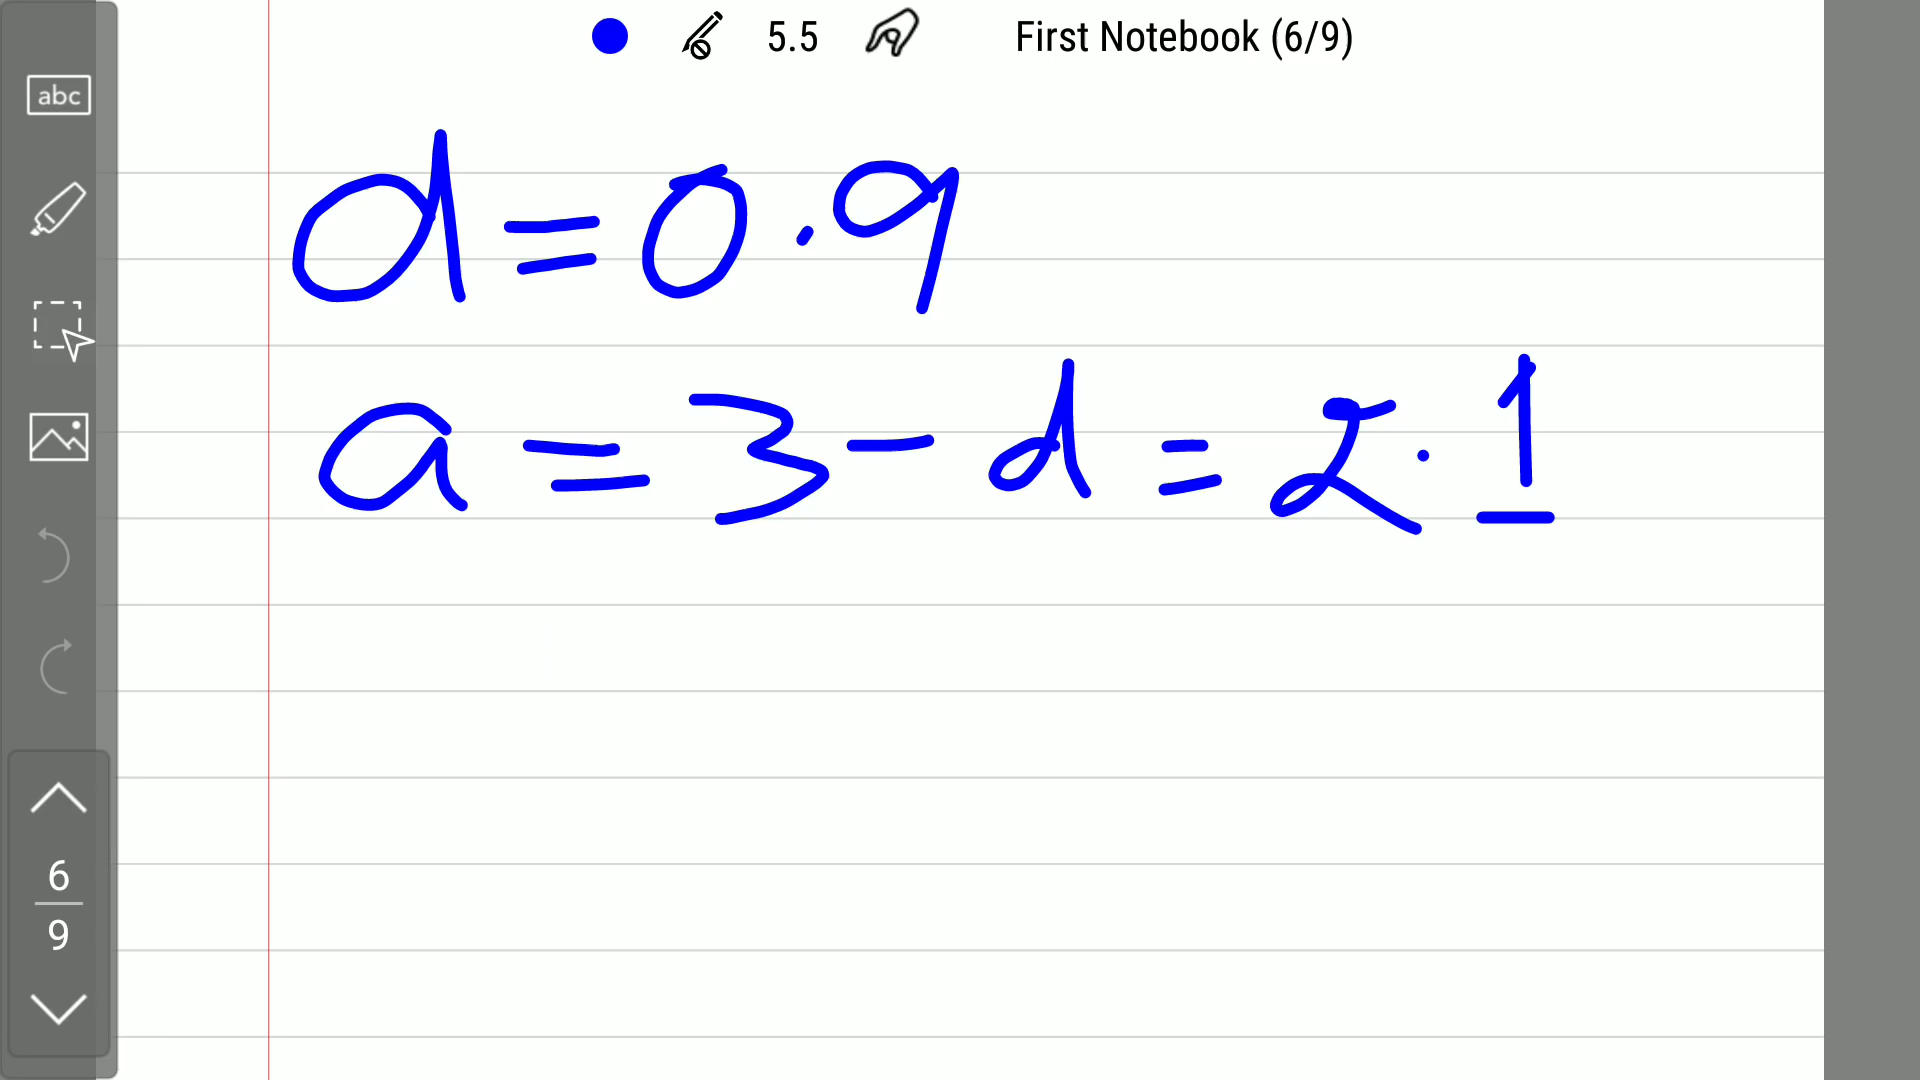 5.5 First Notebook (6/9)
abc
d = 0.9
a = 3 - d = 2.1
6
9